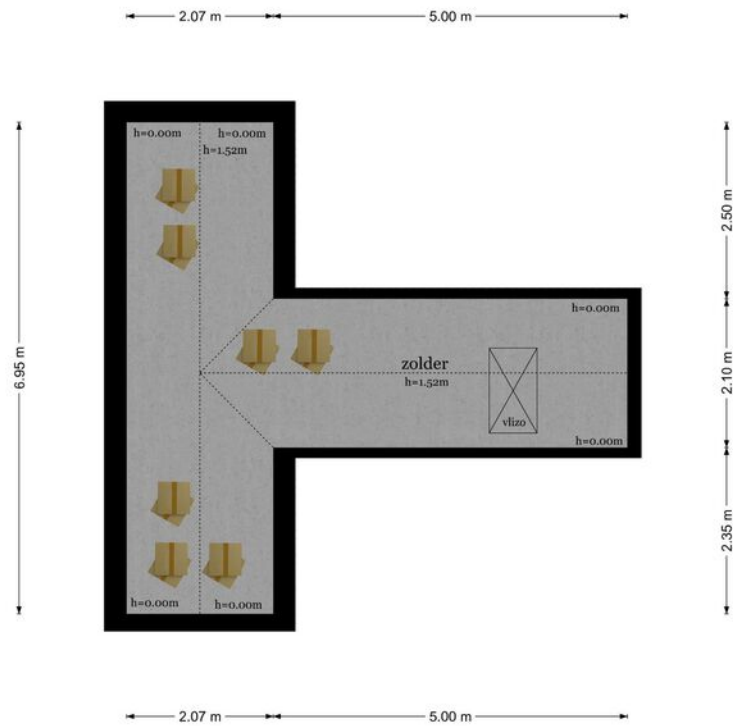 2.07 m
5.00 m
h=0.00m
h=0.00m
h=1.52m
2.50 m
h=0.00m
6.95 m
zolder
h=1.52m
2.10 m
vlizo
h=0.00m
2.35 m
h=0.00m
h=0.00m
2.07 m
5.00 m